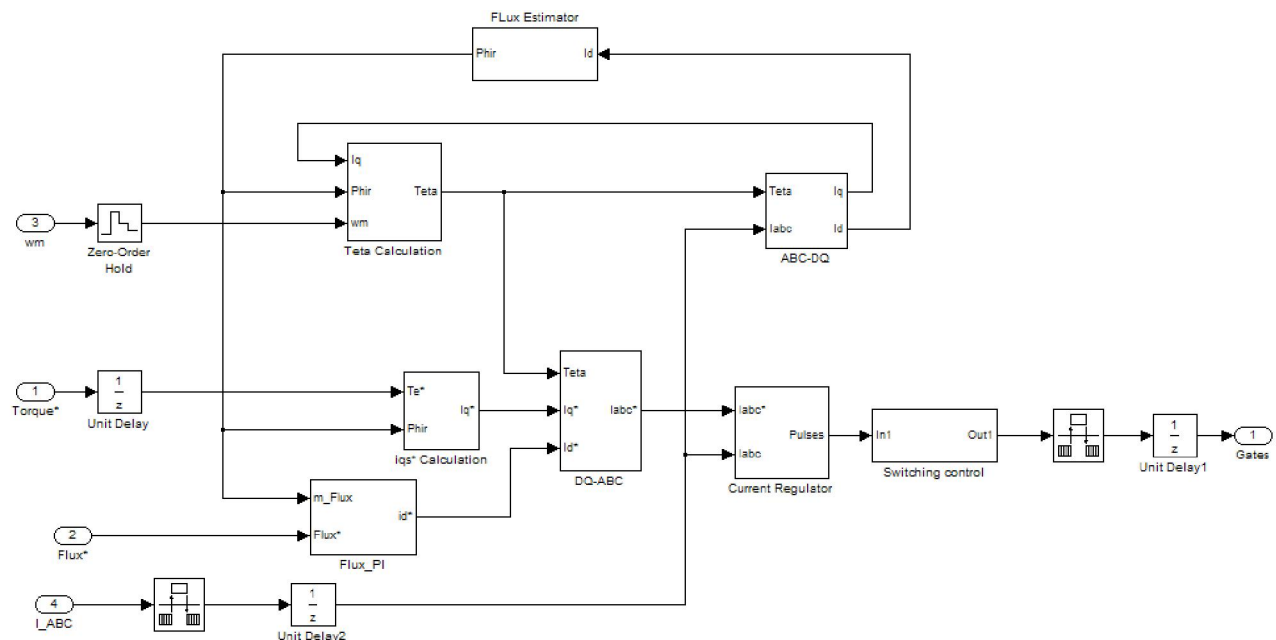 FLux Estimator
Phir
Id
Iq
Phir
Teta
wm
Teta Calculation
Teta
Iq
Iabc
Id
ABC-DQ
3
wm
Zero-Order
Hold
1
Torque*
1
z
Unit Delay
Te*
Iq*
Phir
Iqs* Calculation
Teta
Iq*
Iabc*
Id*
DQ-ABC
Iabc*
Pulses
Iabc
Current Regulator
In1
Out1
Switching control
1
z
Unit Delay1
1
Gates
m_Flux
id*
Flux*
Flux_PI
2
Flux*
4
I_ABC
1
z
Unit Delay2